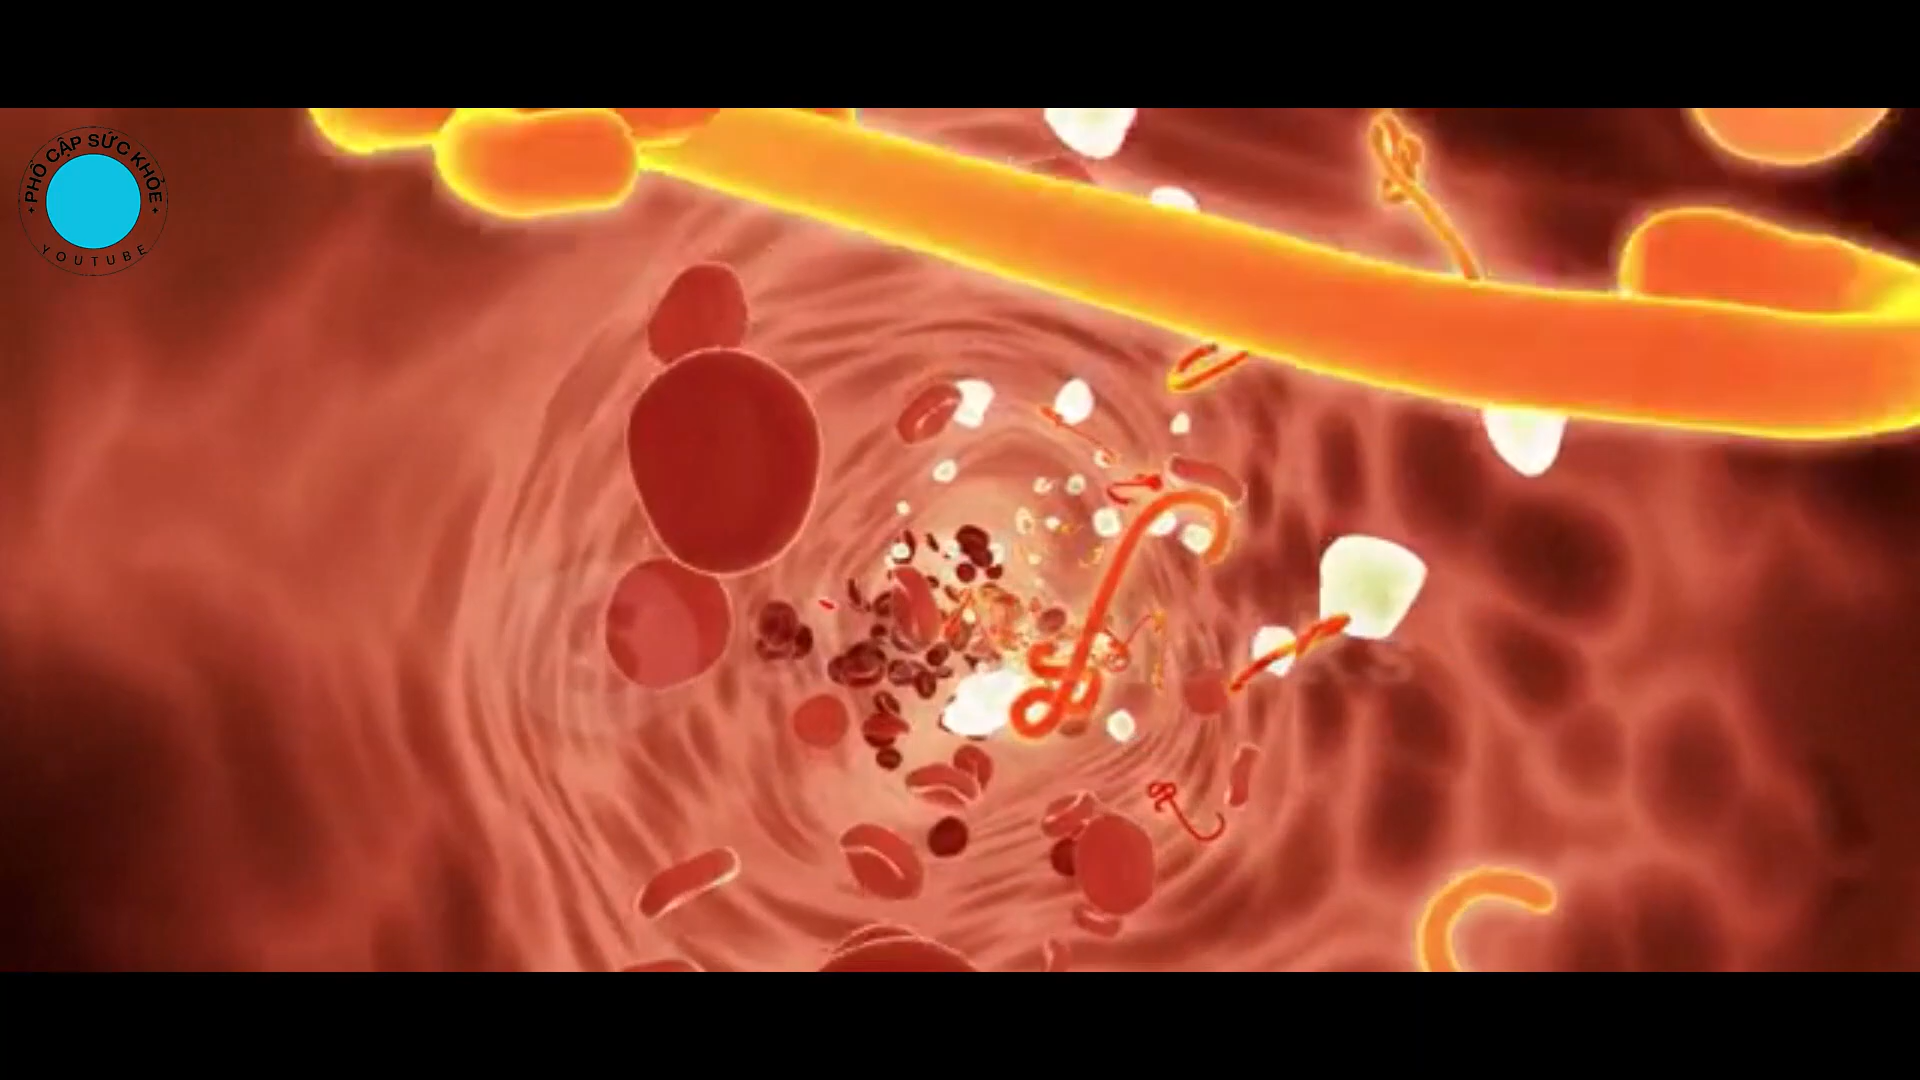 PHỔ CẬP SỨC KHỎE
YOUTUBE